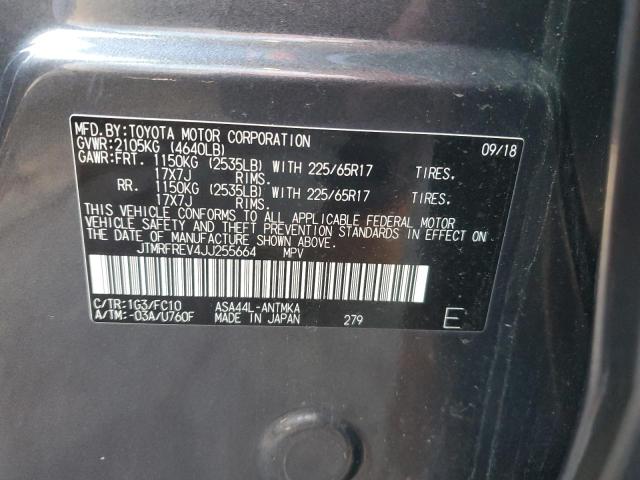 MFD.BY:TOYOTA MOTOR CORPORATION 09/18
GVWR:2105KG (4640LB)
GAWR:FRT. 1150KG (2535LB) WITH 225/65R17 TIRES.
17X7J RIMS.
RR. 1150KG (2535LB) WITH 225/65R17 TIRES.
17X7J RIMS.
THIS VEHICLE CONFORMS TO ALL APPLICABLE FEDERAL MOTOR
VEHICLE SAFETY AND THEFT PREVENTION STANDARDS IN EFFECT ON
THE DATE OF MANUFACTURE SHOWN ABOVE.
JTMRFREV4JJ255664 MPV
C/TR:1G3/FC10 ASA44L-ANTMKA
A/TM:-03A/U760F MADE IN JAPAN 279 E